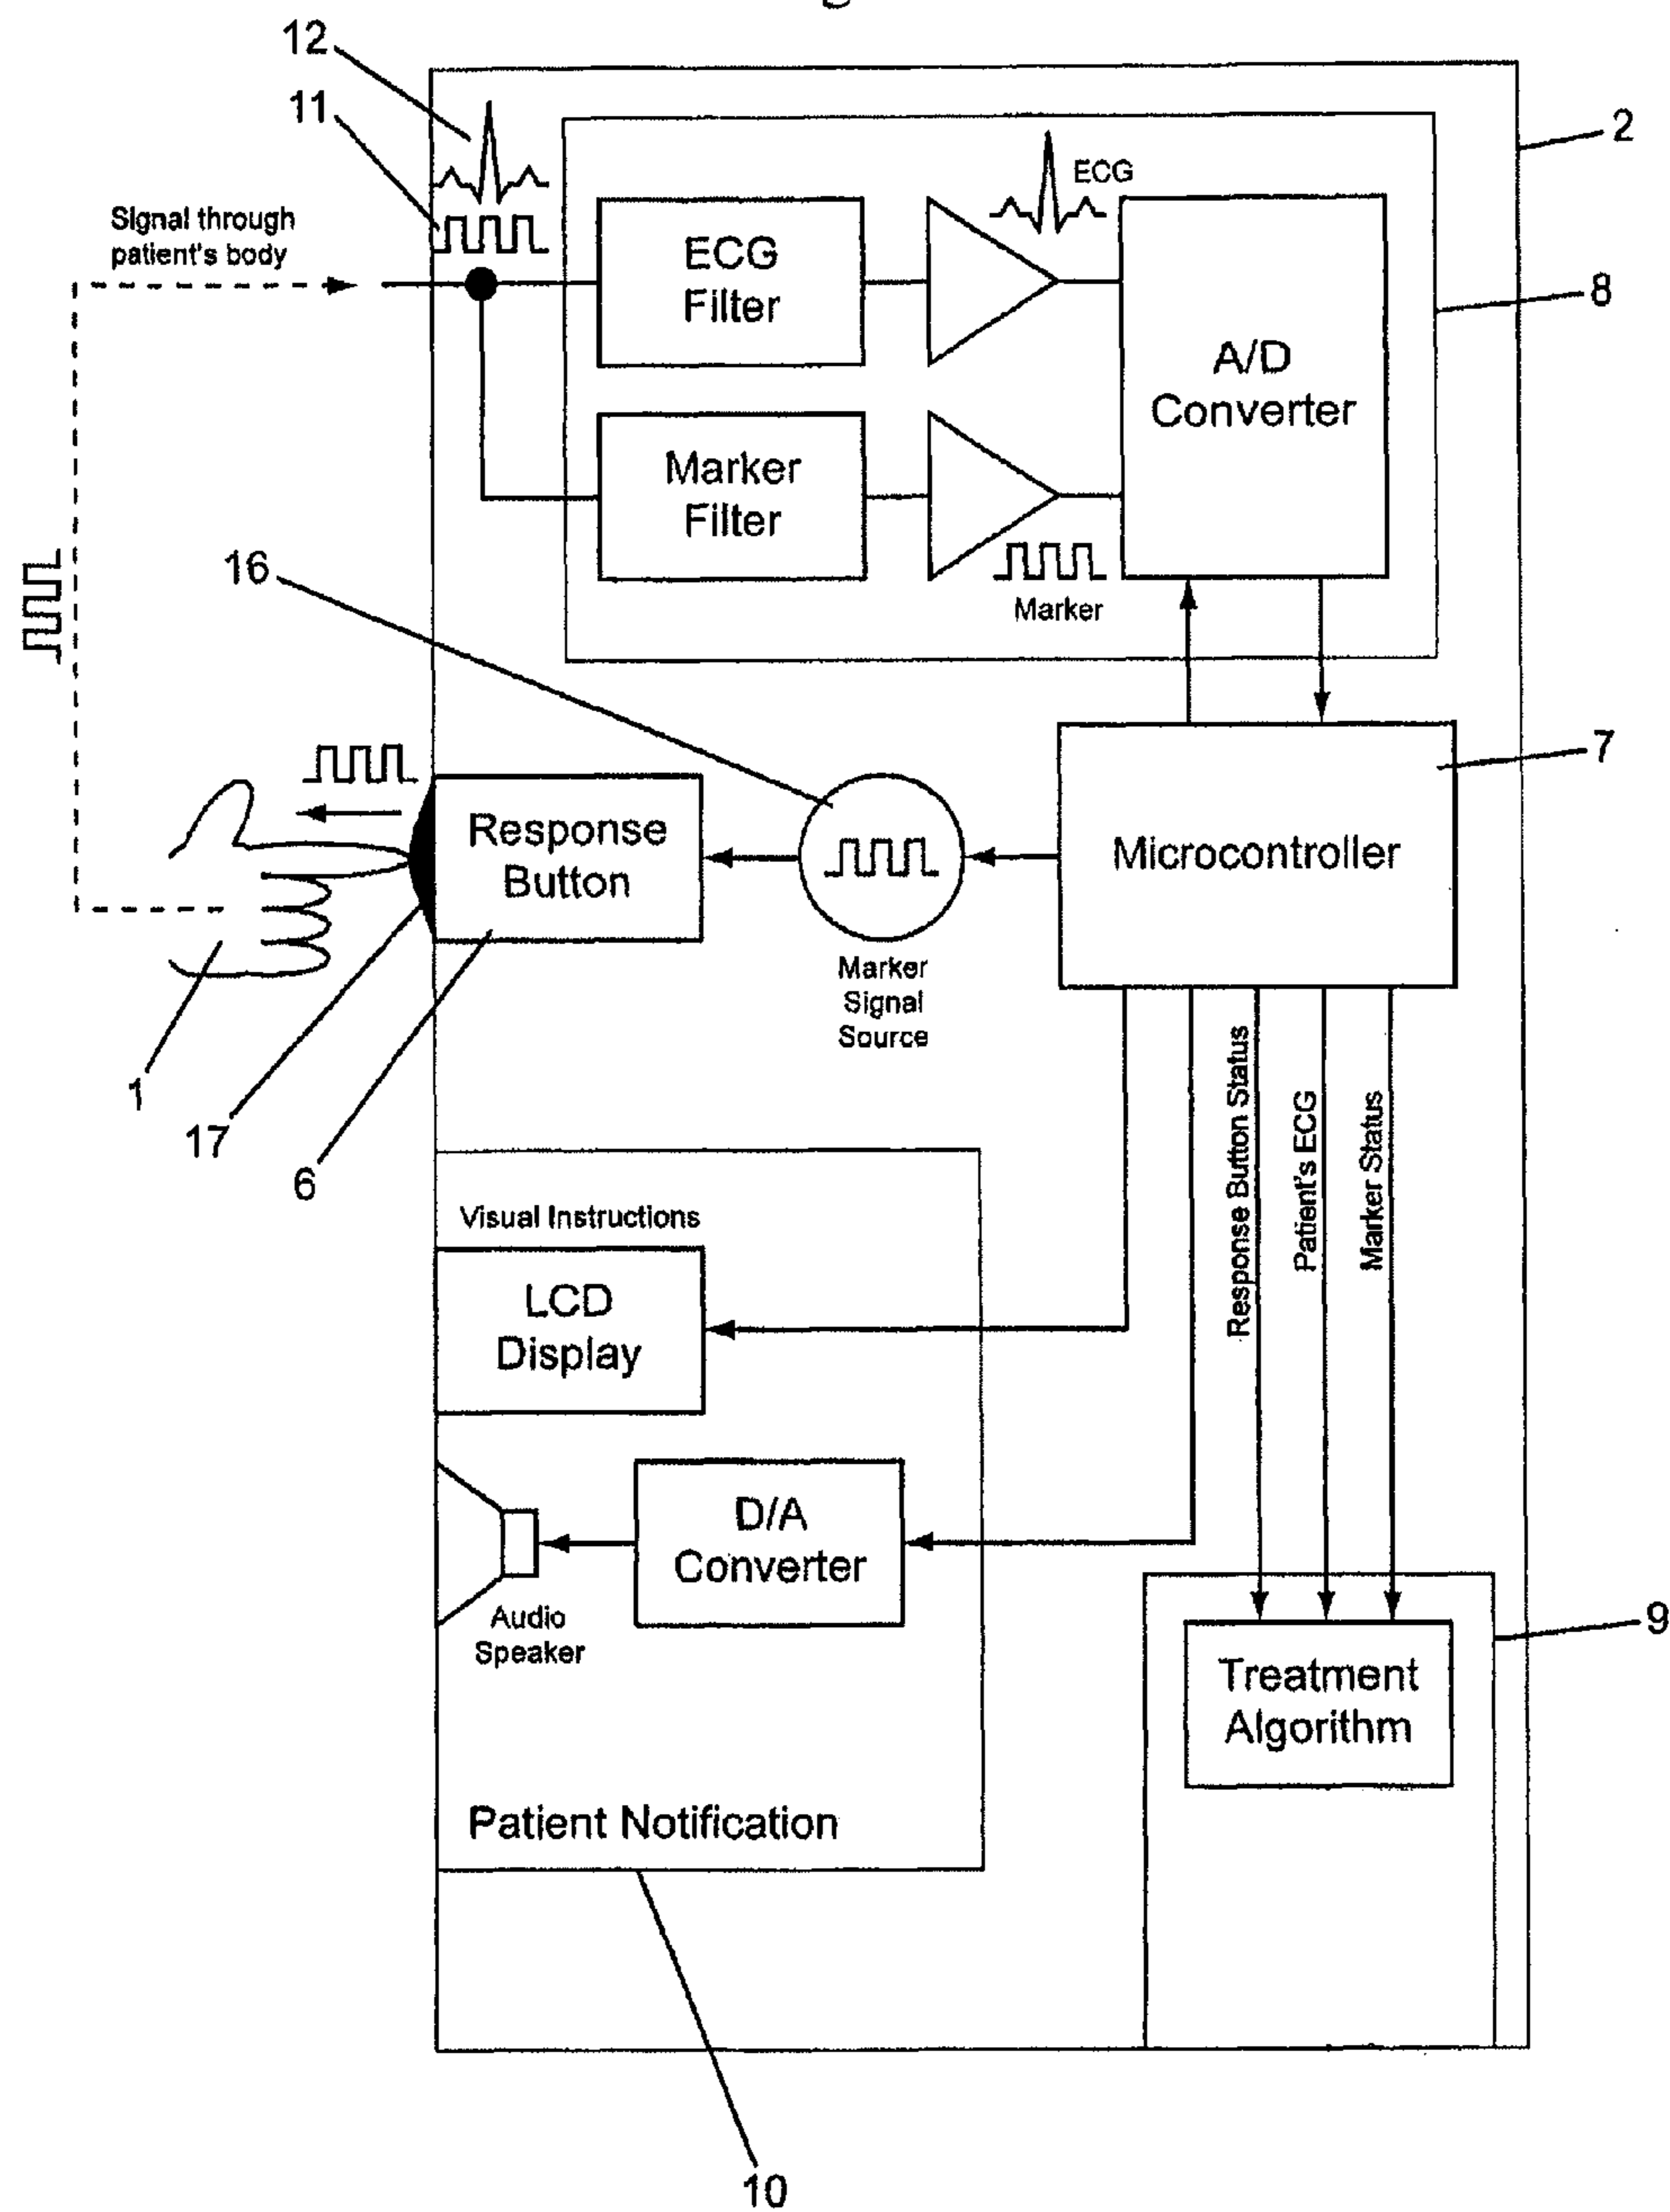 12
11
2
Signal through
patient's body
ECG
ECG
Filter
8
A/D
Converter
Marker
Filter
16
Marker
7
Response
Button
Microcontroller
Marker
Signal
Source
1
17
6
Response Button Status
Patient's ECG
Marker Status
Visual Instructions
LCD
Display
D/A
Converter
Audio
Speaker
9
Treatment
Algorithm
Patient Notification
10